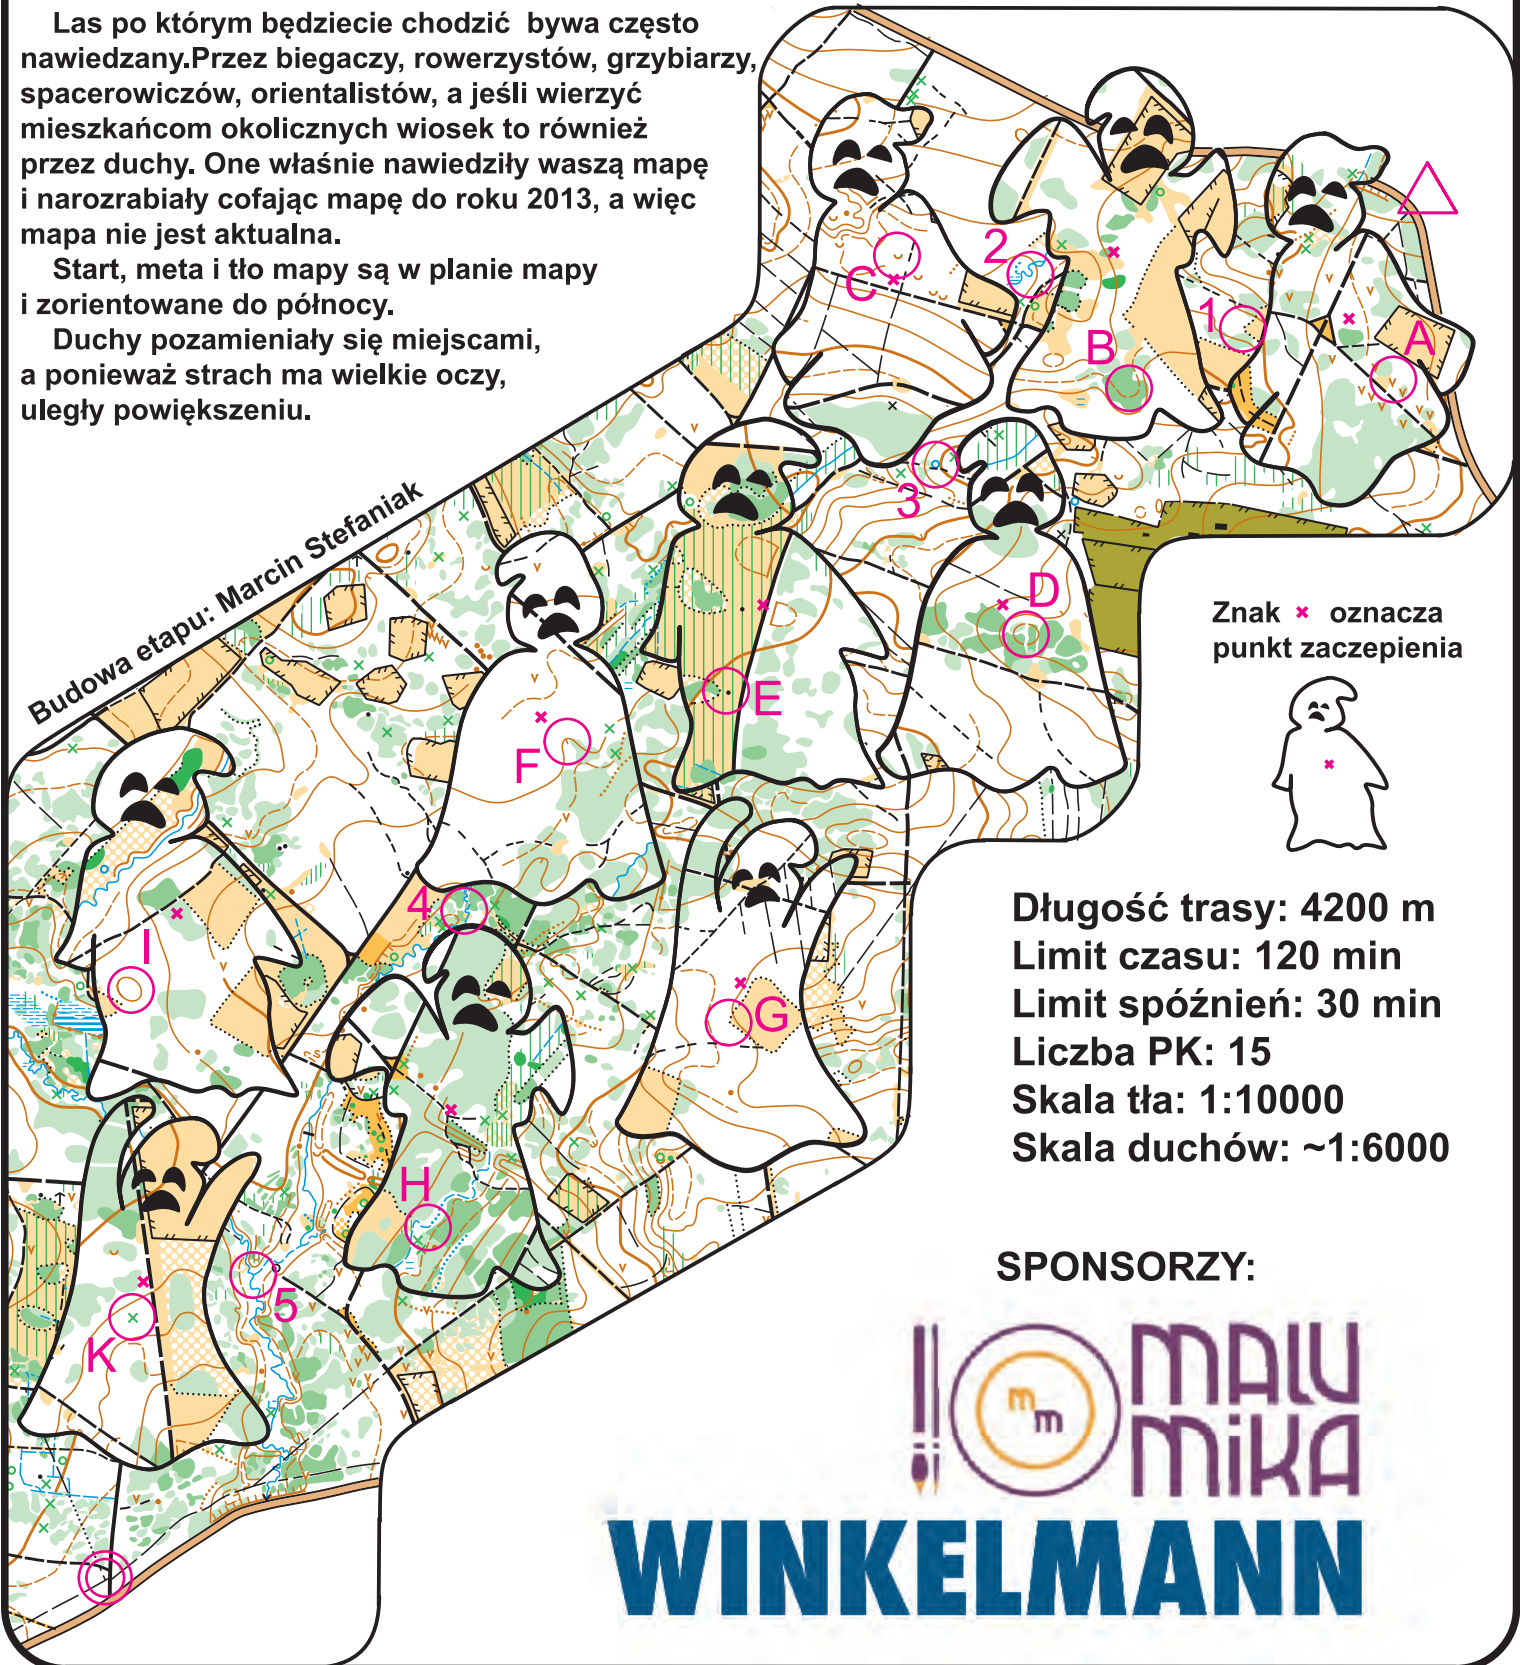 Las po którym będziecie chodzić bywa często
nawiedzany.Przez biegaczy, rowerzystów, grzybiarzy,
spacerowiczów, orientalistów, a jeśli wierzyć
mieszkańcom okolicznych wiosek to również
przez duchy. One właśnie nawiedziły waszą mapę
i narozrabiały cofając mapę do roku 2013, a więc
mapa nie jest aktualna.
Start, meta i tło mapy są w planie mapy
i zorientowane do północy.
Duchy pozamieniały się miejscami,
a ponieważ strach ma wielkie oczy,
uległy powiększeniu.
Budowa etapu: Marcin Stefaniak
C
2
B
1
A
3
D
E
F
4
I
G
H
5
K
Znak × oznacza
punkt zaczepienia
Długość trasy: 4200 m
Limit czasu: 120 min
Limit spóźnień: 30 min
Liczba PK: 15
Skala tła: 1:10000
Skala duchów: ~1:6000
SPONSORZY:
mm
MALU
MiKA
WINKELMANN